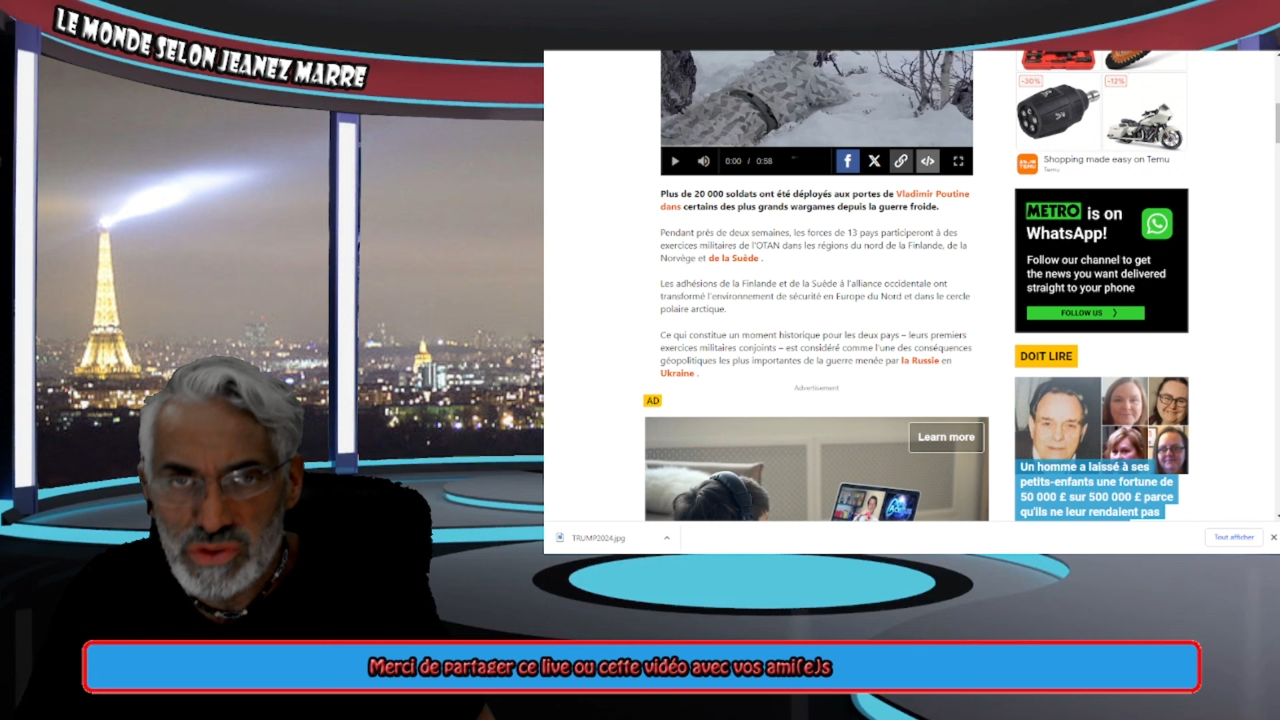 LE MONDE SELON JEANEZ MARRE
0:00 / 0:58
Plus de 20 000 soldats ont été déployés aux portes de Vladimir Poutine
dans certains des plus grands wargames depuis la guerre froide.
Pendant près de deux semaines, les forces de 13 pays participeront à des
exercices militaires de l'OTAN dans les régions du nord de la Finlande, de la
Norvège et de la Suède .
Les adhésions de la Finlande et de la Suède à l'alliance occidentale ont
transformé l'environnement de sécurité en Europe du Nord et dans le cercle
polaire arctique.
Ce qui constitue un moment historique pour les deux pays – leurs premiers
exercices militaires conjoints – est considéré comme l'une des conséquences
géopolitiques les plus importantes de la guerre menée par la Russie en
Ukraine .
Advertisement
AD
Learn more
-30%
-12%
Shopping made easy on Temu
Temu
METRO is on
WhatsApp!
Follow our channel to get
the news you want delivered
straight to your phone
FOLLOW US
DOIT LIRE
Un homme a laissé à ses
petits-enfants une fortune de
50 000 £ sur 500 000 £ parce
qu'ils ne leur rendaient pas
TRUMP2024.jpg
Tout afficher
Merci de partager ce live ou cette vidéo avec vos ami(e)s